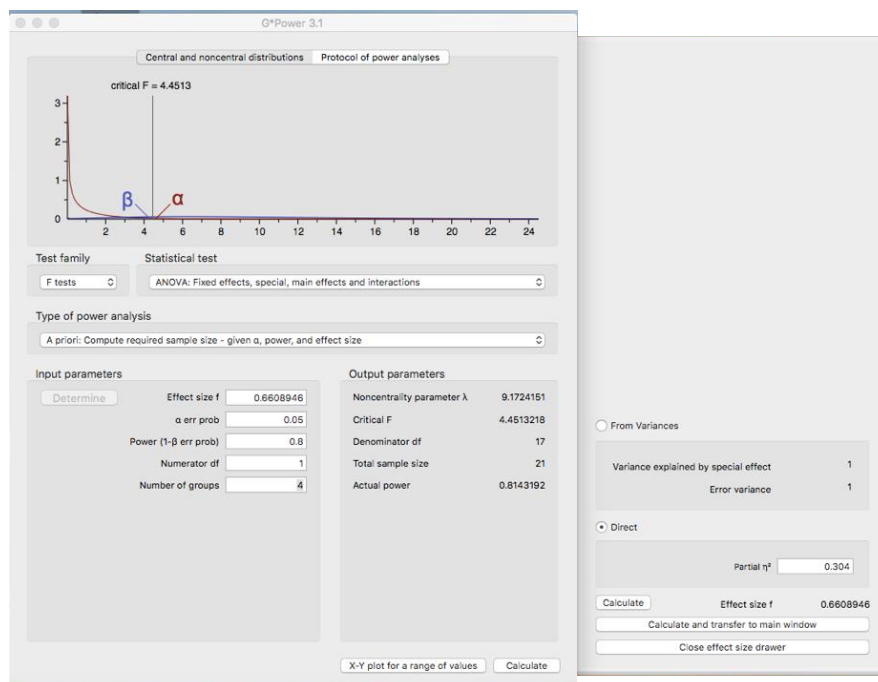 G*Power 3.1
Central and noncentral distributions Protocol of power analyses
critical F = 4.4513
3
2
1
0
β α
2 4 6 8 10 12 14 16 18 20 22 24
Test family Statistical test
F tests ANOVA: Fixed effects, special, main effects and interactions
Type of power analysis
A priori: Compute required sample size - given α, power, and effect size
Input parameters
Determine Effect size f 0.6608946
α err prob 0.05
Power (1-β err prob) 0.8
Numerator df 1
Number of groups 4
Output parameters
Noncentrality parameter λ 9.1724151
Critical F 4.4513218
Denominator df 17
Total sample size 21
Actual power 0.8143192
X-Y plot for a range of values Calculate
From Variances
Variance explained by special effect 1
Error variance 1
Direct
Partial η² 0.304
Calculate Effect size f 0.6608946
Calculate and transfer to main window
Close effect size drawer